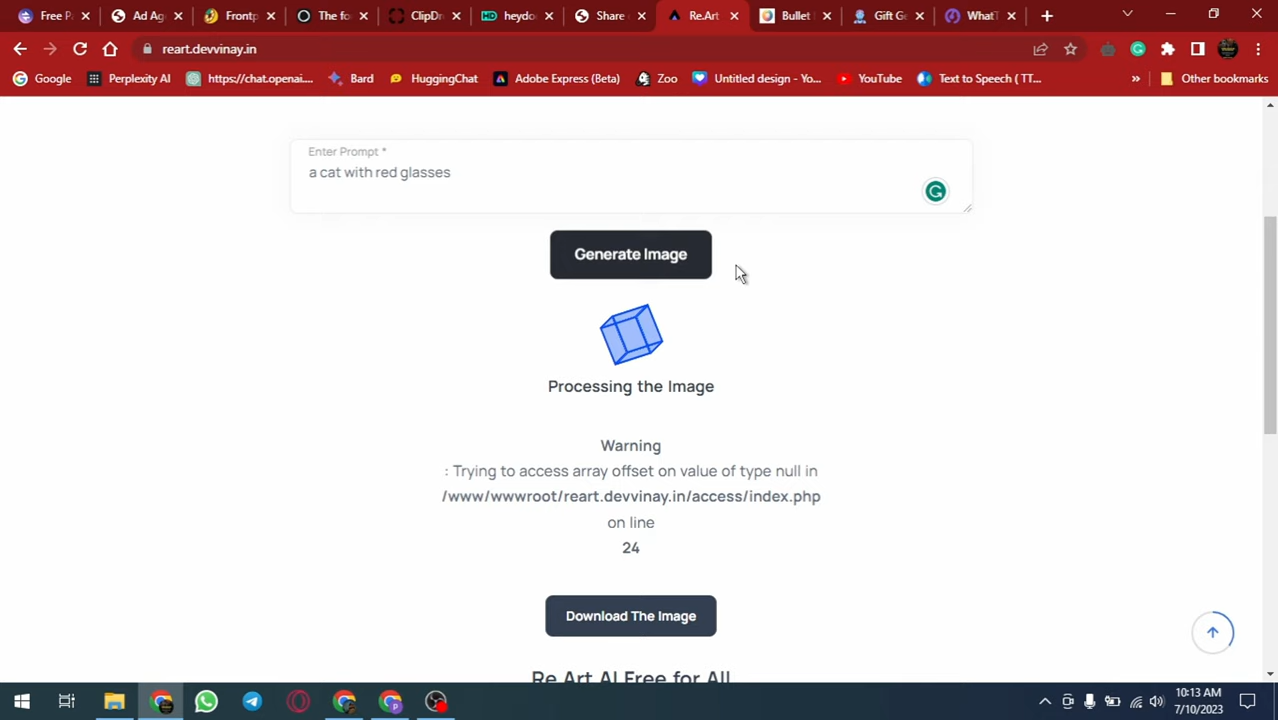 Free P
Ad Age
Frontp
The fo
ClipDr
heydo
Share
Re.Art
Bullet
Gift Ge
WhatT
reart.devvinay.in
Google
Perplexity AI
https://chat.openai....
Bard
HuggingChat
Adobe Express (Beta)
Zoo
Untitled design - Yo...
YouTube
Text to Speech ( TT...
»
Other bookmarks
Enter Prompt *
a cat with red glasses
Generate Image
Processing the Image
Warning
: Trying to access array offset on value of type null in
/www/wwwroot/reart.devvinay.in/access/index.php
on line
24
Download The Image
Re Art AI Free for All
10:13 AM
7/10/2023